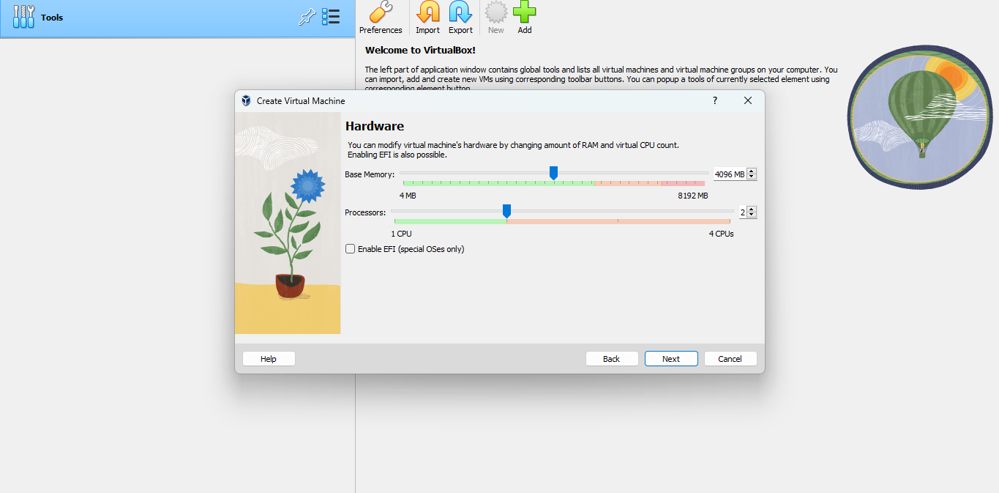 Tools
Preferences
Import
Export
New
Add
Welcome to VirtualBox!
The left part of application window contains global tools and lists all virtual machines and virtual machine groups on your computer. You
can import, add and create new VMs using corresponding toolbar buttons. You can popup a tools of currently selected element using
corresponding element button.
Create Virtual Machine
?
Hardware
You can modify virtual machine's hardware by changing amount of RAM and virtual CPU count.
Enabling EFI is also possible.
Base Memory:
4096 MB
4 MB
8192 MB
Processors:
2
1 CPU
4 CPUs
Enable EFI (special OSes only)
Help
Back
Next
Cancel